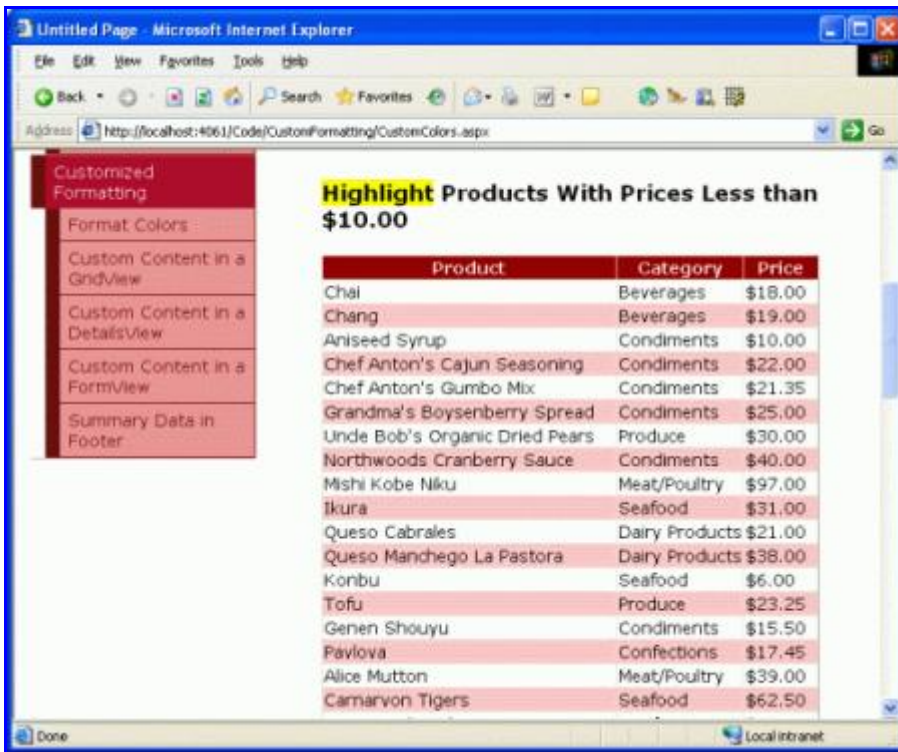 Untitled Page - Microsoft Internet Explorer
File Edit View Favorites Tools Help
Back Search Favorites
Address http://localhost:4061/Code/CustomFormatting/CustomColors.aspx Go
Customized
Formatting
Format Colors
Custom Content in a
GridView
Custom Content in a
DetailsView
Custom Content in a
FormView
Summary Data in
Footer
Highlight Products With Prices Less than
$10.00
Product Category Price
Chai Beverages $18.00
Chang Beverages $19.00
Aniseed Syrup Condiments $10.00
Chef Anton's Cajun Seasoning Condiments $22.00
Chef Anton's Gumbo Mix Condiments $21.35
Grandma's Boysenberry Spread Condiments $25.00
Uncle Bob's Organic Dried Pears Produce $30.00
Northwoods Cranberry Sauce Condiments $40.00
Mishi Kobe Niku Meat/Poultry $97.00
Ikura Seafood $31.00
Queso Cabrales Dairy Products $21.00
Queso Manchego La Pastora Dairy Products $38.00
Konbu Seafood $6.00
Tofu Produce $23.25
Genen Shouyu Condiments $15.50
Pavlova Confections $17.45
Alice Mutton Meat/Poultry $39.00
Carnarvon Tigers Seafood $62.50
Done Local intranet